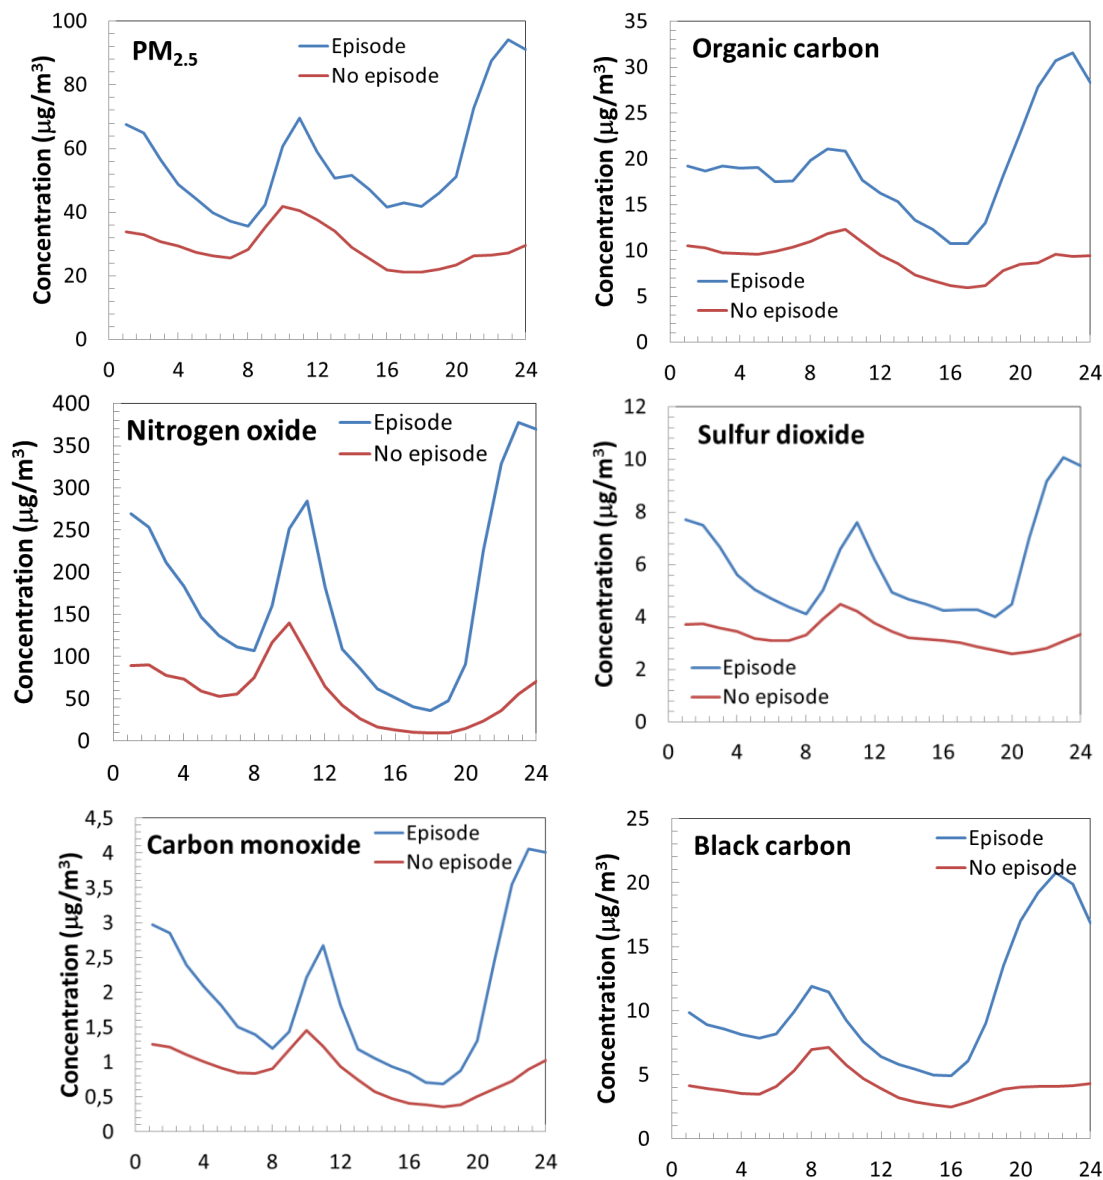 PM2.5
Episode
No episode
Concentration (µg/m³)
100
80
60
40
20
0
0 4 8 12 16 20 24
Organic carbon
Episode
No episode
Concentration (µg/m³)
35
30
25
20
15
10
5
0
0 4 8 12 16 20 24
Nitrogen oxide
Episode
No episode
Concentration (µg/m³)
400
350
300
250
200
150
100
50
0
0 4 8 12 16 20 24
Sulfur dioxide
Episode
No episode
Concentration (µg/m³)
12
10
8
6
4
2
0
0 4 8 12 16 20 24
Carbon monoxide
Episode
No episode
Concentration (µg/m³)
4,5
4
3,5
3
2,5
2
1,5
1
0,5
0
0 4 8 12 16 20 24
Black carbon
Episode
No episode
Concentration (µg/m³)
25
20
15
10
5
0
0 4 8 12 16 20 24